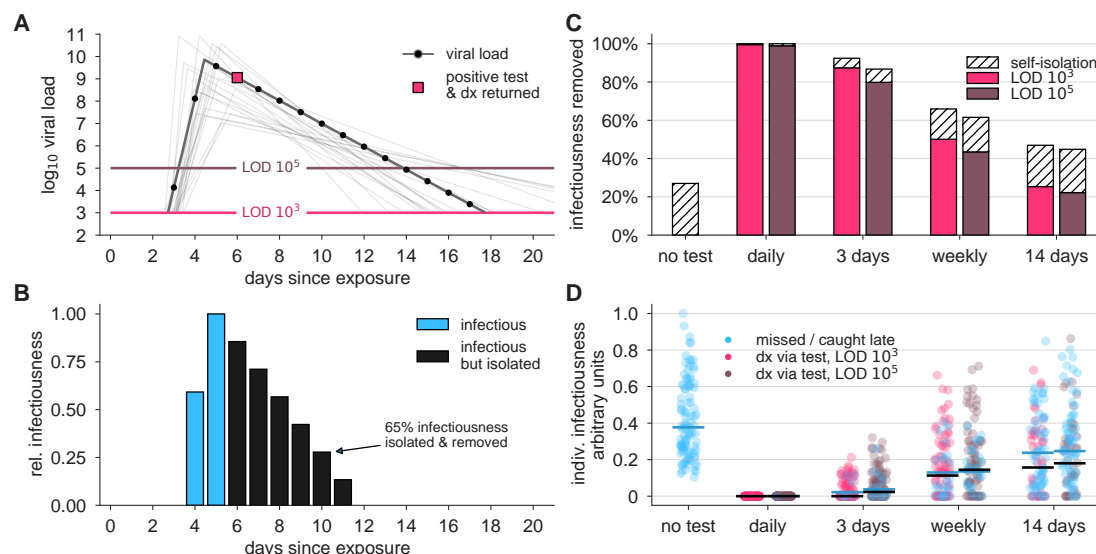 A
11
10
9
8
7
6
5
4
3
2
log10 viral load
viral load
positive test
& dx returned
LOD 10^5
LOD 10^3
0 2 4 6 8 10 12 14 16 18 20
days since exposure
B
1.00
0.75
0.50
0.25
0.00
rel. infectiousness
infectious
infectious
but isolated
65% infectiousness
isolated & removed
0 2 4 6 8 10 12 14 16 18 20
days since exposure
C
100%
80%
60%
40%
20%
0%
infectiousness removed
self-isolation
LOD 10^3
LOD 10^5
no test daily 3 days weekly 14 days
D
1.0
0.8
0.6
0.4
0.2
0
indiv. infectiousness
arbitrary units
missed / caught late
dx via test, LOD 10^3
dx via test, LOD 10^5
no test daily 3 days weekly 14 days